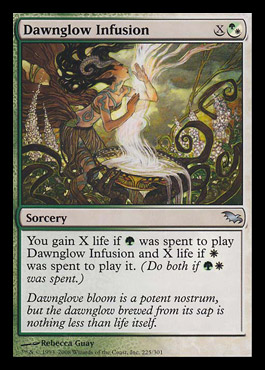 Dawnglow Infusion X
Sorcery
You gain X life if was spent to play
Dawnglow Infusion and X life if
was spent to play it. (Do both if
was spent.)
Dawnglove bloom is a potent nostrum,
but the dawnglow brewed from its sap is
nothing less than life itself.
Rebecca Guay
™ & © 1993–2008 Wizards of the Coast, Inc. 225/301